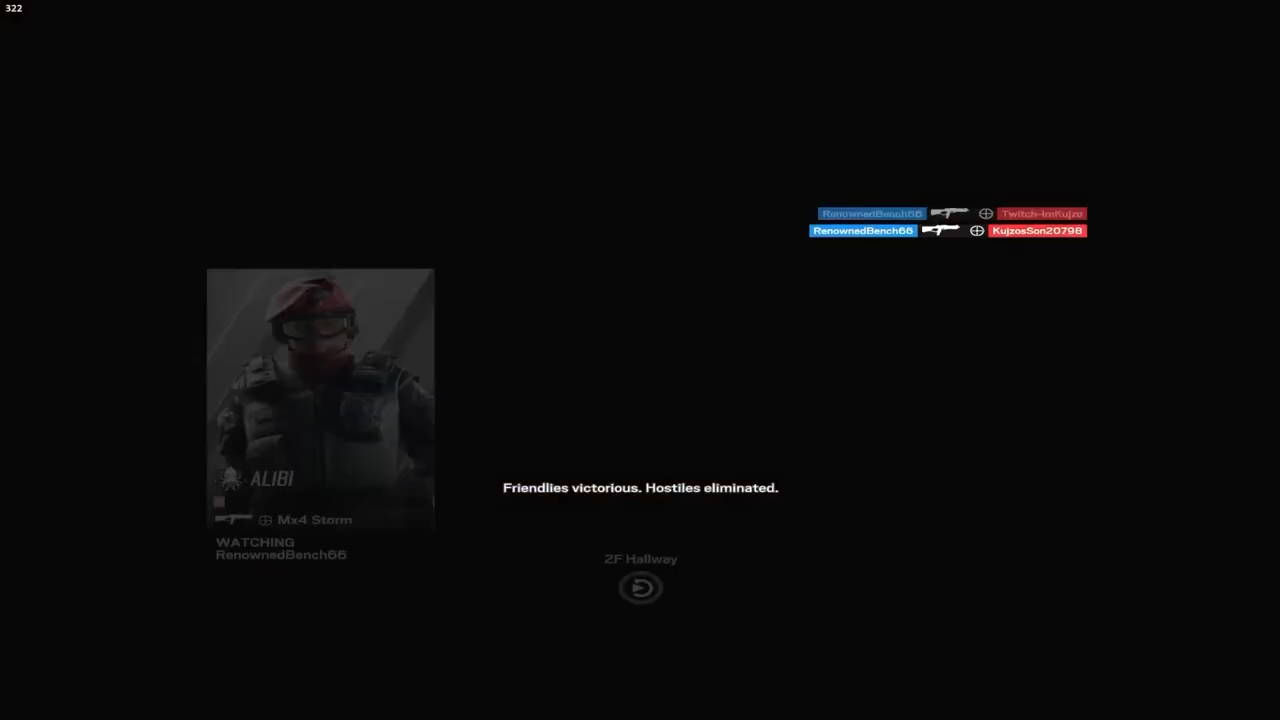 322
RenownedBench66 Twitch-ImKujzo
RenownedBench66 KujzosSon20798
ALIBI
Mx4 Storm
WATCHING
RenownedBench66
Friendlies victorious. Hostiles eliminated.
2F Hallway